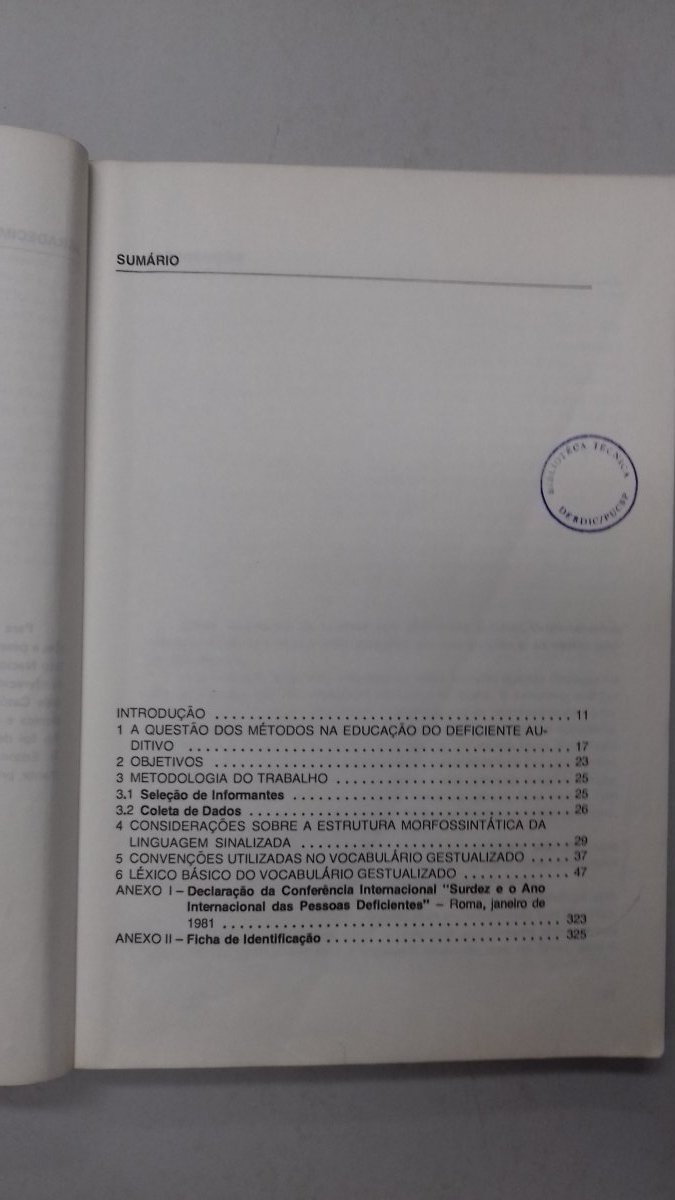 SUMÁRIO
BIBLIOTECA TÉCNICA
DERDIC/PUCSP
INTRODUÇÃO ........................................... 11
1 A QUESTÃO DOS MÉTODOS NA EDUCAÇÃO DO DEFICIENTE AU-
DITIVO ............................................. 17
2 OBJETIVOS ........................................... 23
3 METODOLOGIA DO TRABALHO ............................ 25
3.1 Seleção de Informantes ................................. 25
3.2 Coleta de Dados ...................................... 26
4 CONSIDERAÇÕES SOBRE A ESTRUTURA MORFOSSINTÁTICA DA
LINGUAGEM SINALIZADA ................................ 29
5 CONVENÇÕES UTILIZADAS NO VOCABULÁRIO GESTUALIZADO ..... 37
6 LÉXICO BÁSICO DO VOCABULÁRIO GESTUALIZADO ............. 47
ANEXO I – Declaração da Conferência Internacional "Surdez e o Ano
Internacional das Pessoas Deficientes" – Roma, janeiro de
1981 ........................................ 323
ANEXO II – Ficha de Identificação ............................ 325